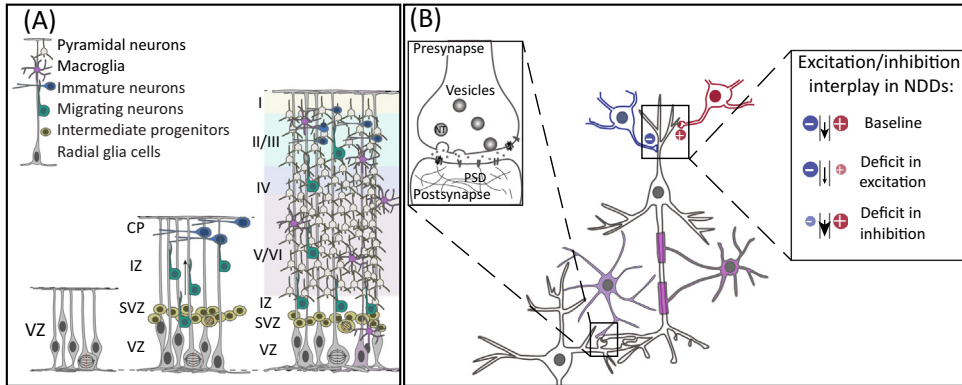 (A)
Pyramidal neurons
Macroglia
Immature neurons
Migrating neurons
Intermediate progenitors
Radial glia cells
VZ
CP
IZ
SVZ
VZ
I
II/III
IV
V/VI
IZ
SVZ
VZ
(B)
Presynapse
Vesicles
NT
PSD
Postsynapse
Excitation/inhibition
interplay in NDDs:
Baseline
Deficit in
excitation
Deficit in
inhibition